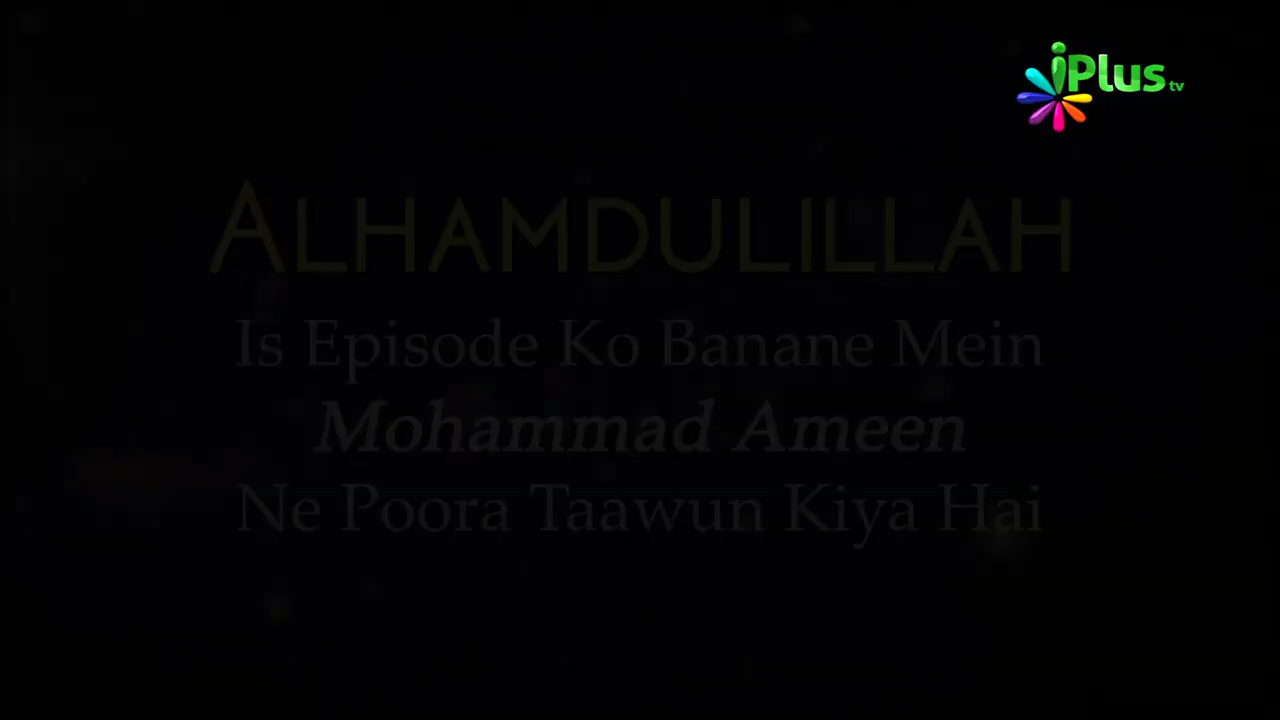 iPlus tv
ALHAMDULILLAH
Is Episode Ko Banane Mein
Mohammad Ameen
Ne Poora Taawun Kiya Hai